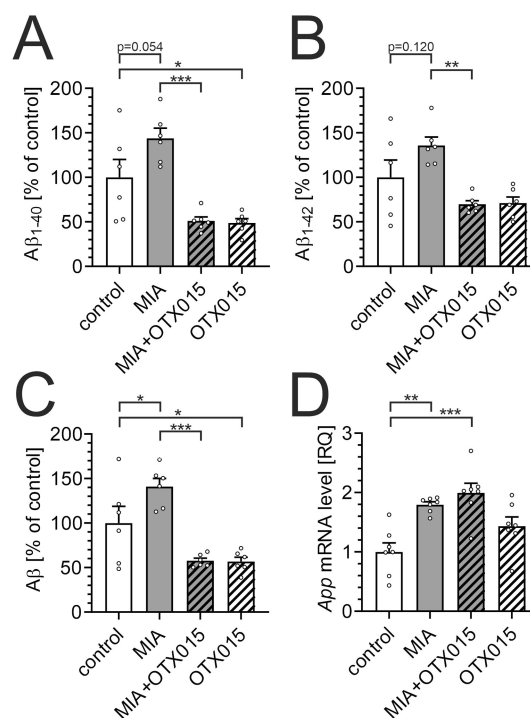 A
p=0.054
*
***
Aβ1-40 [% of control]
200
150
100
50
0
control
MIA
MIA+OTX015
OTX015
B
p=0.120
**
Aβ1-42 [% of control]
200
150
100
50
0
control
MIA
MIA+OTX015
OTX015
C
*
*
***
Aβ [% of control]
200
150
100
50
0
control
MIA
MIA+OTX015
OTX015
D
**
***
App mRNA level [RQ]
3
2
1
0
control
MIA
MIA+OTX015
OTX015